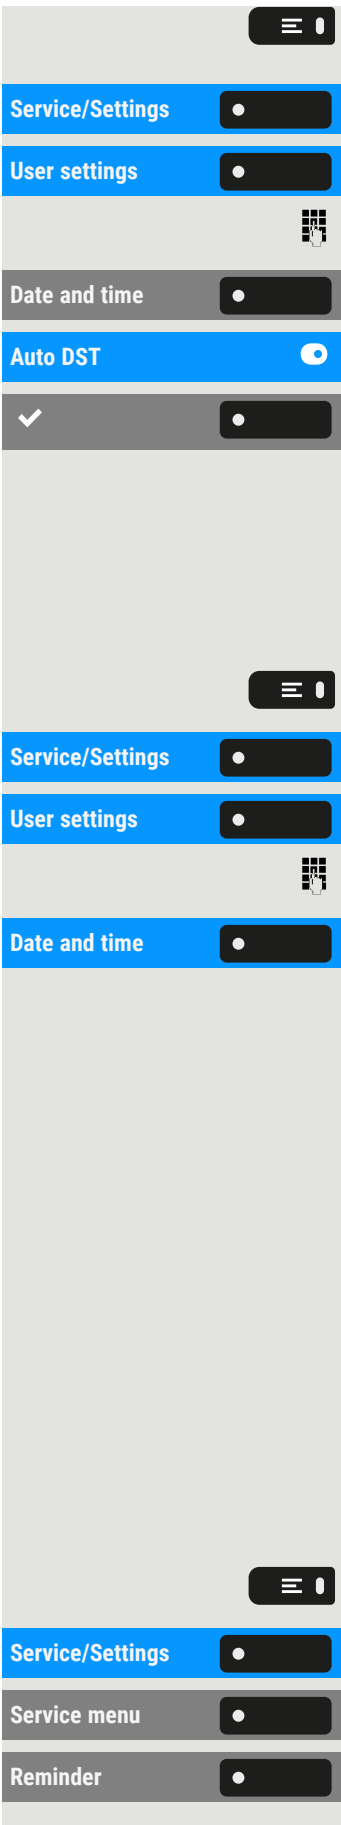 Service/Settings
User settings
Date and time
Auto DST
Service/Settings
User settings
Date and time
Service/Settings
Service menu
Reminder